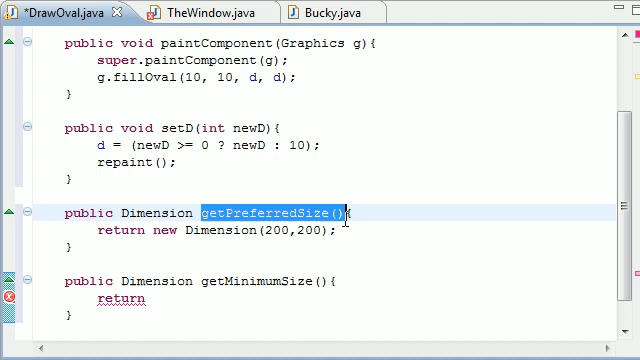 *DrawOval.java TheWindow.java Bucky.java
public void paintComponent(Graphics g){
super.paintComponent(g);
g.fillOval(10, 10, d, d);
}
public void setD(int newD){
d = (newD >= 0 ? newD : 10);
repaint();
}
public Dimension getPreferredSize(){
return new Dimension(200,200);
}
public Dimension getMinimumSize(){
return
}